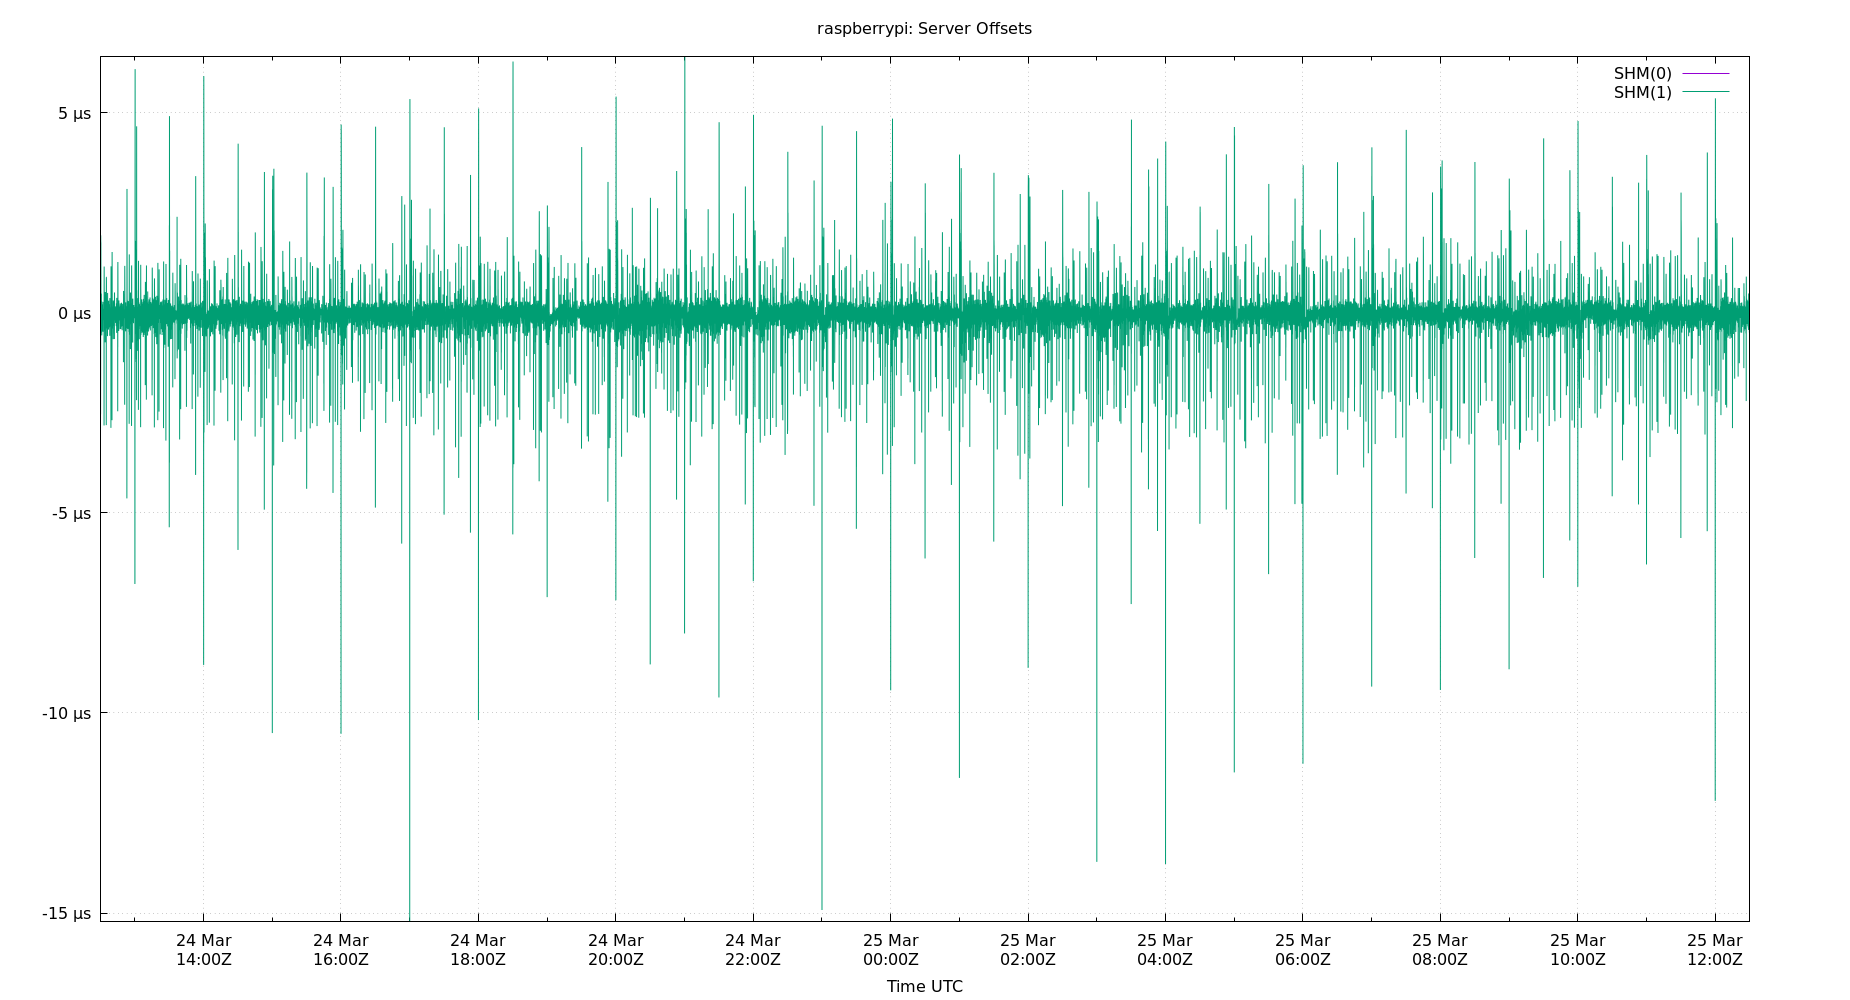 raspberrypi: Server Offsets
SHM(0)
SHM(1)
5 µs
0 µs
-5 µs
-10 µs
-15 µs
24 Mar 24 Mar 24 Mar 24 Mar 24 Mar 25 Mar 25 Mar 25 Mar 25 Mar 25 Mar 25 Mar 25 Mar
14:00Z 16:00Z 18:00Z 20:00Z 22:00Z 00:00Z 02:00Z 04:00Z 06:00Z 08:00Z 10:00Z 12:00Z
Time UTC